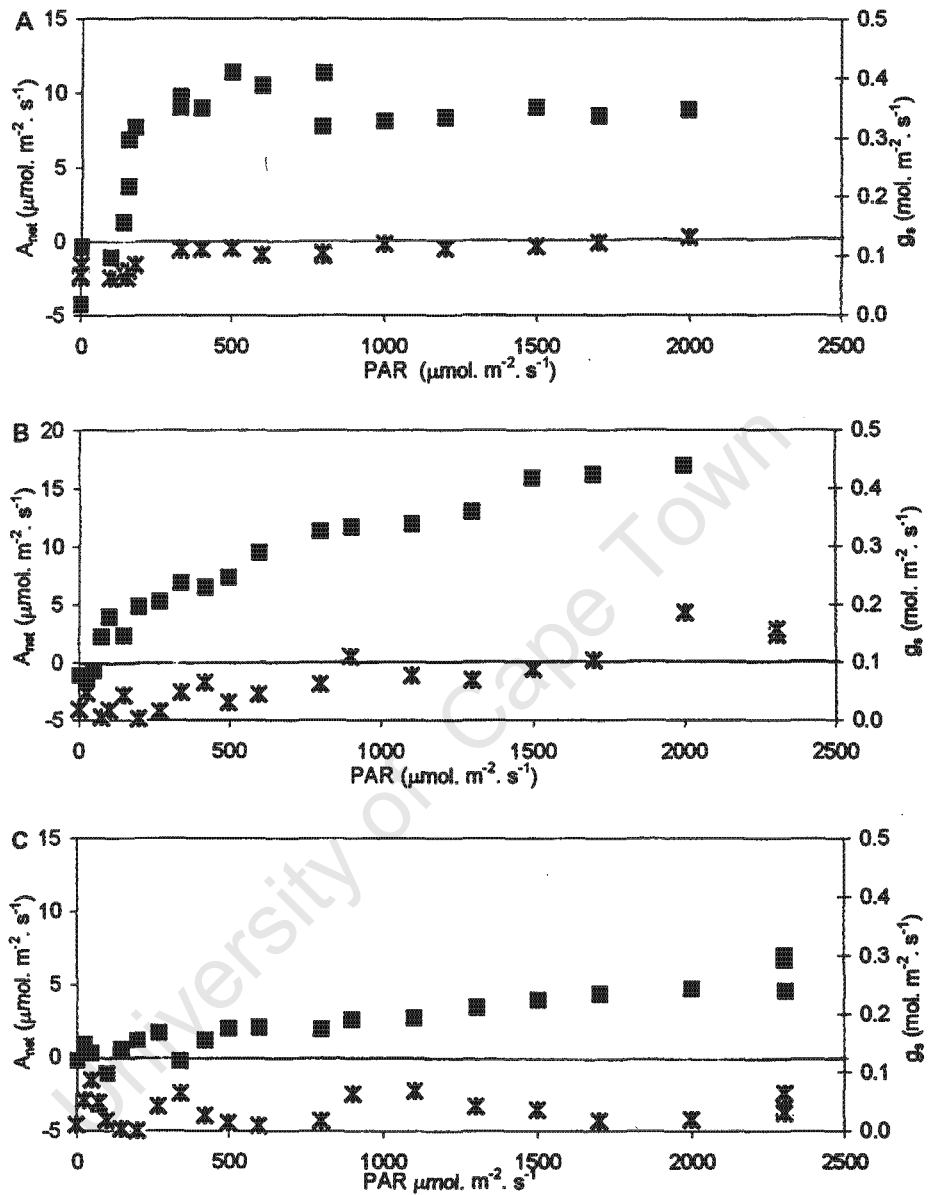 A
15
10
5
0
-5
A_net (μmol. m⁻². s⁻¹)
0.5
0.4
0.3
0.2
0.1
0.0
g_s (mol. m⁻². s⁻¹)
0 500 1000 1500 2000 2500
PAR (μmol. m⁻². s⁻¹)
B
20
15
10
5
0
-5
A_net (μmol. m⁻². s⁻¹)
0.5
0.4
0.3
0.2
0.1
0.0
g_s (mol. m⁻². s⁻¹)
0 500 1000 1500 2000 2500
PAR (μmol. m⁻². s⁻¹)
C
15
10
5
0
-5
A_net (μmol. m⁻². s⁻¹)
0.5
0.4
0.3
0.2
0.1
0.0
g_s (mol. m⁻². s⁻¹)
0 500 1000 1500 2000 2500
PAR μmol. m⁻². s⁻¹
University of Cape Town